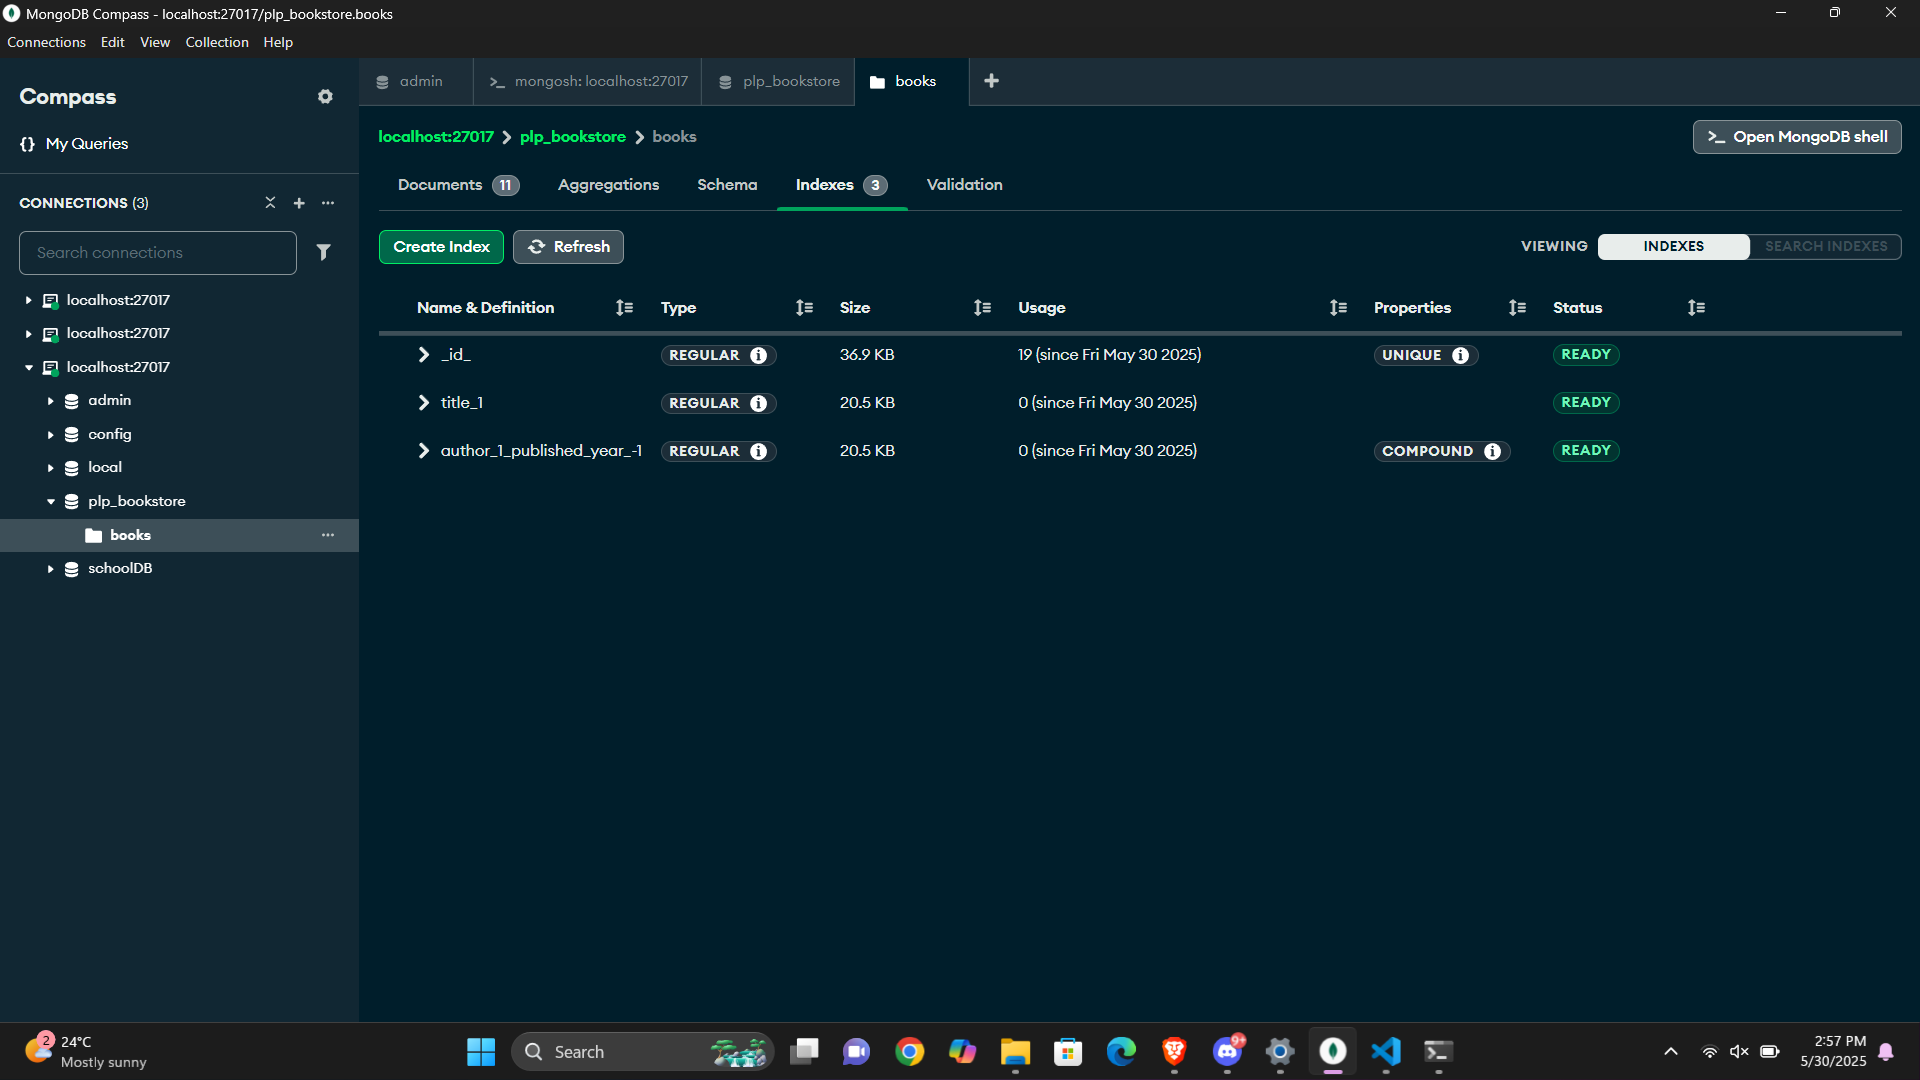 MongoDB Compass - localhost:27017/plp_bookstore.books
Connections Edit View Collection Help
Compass
{} My Queries
CONNECTIONS (3)
Search connections
localhost:27017
localhost:27017
localhost:27017
admin
config
local
plp_bookstore
books
schoolDB
admin
mongosh: localhost:27017
plp_bookstore
books
localhost:27017 > plp_bookstore > books
>_ Open MongoDB shell
Documents 11 Aggregations Schema Indexes 3 Validation
Create Index Refresh
VIEWING INDEXES SEARCH INDEXES
Name & Definition Type Size Usage Properties Status
_id_ REGULAR 36.9 KB 19 (since Fri May 30 2025) UNIQUE READY
title_1 REGULAR 20.5 KB 0 (since Fri May 30 2025) READY
author_1_published_year_-1 REGULAR 20.5 KB 0 (since Fri May 30 2025) COMPOUND READY
2
24°C
Mostly sunny
Search
9+
2:57 PM
5/30/2025